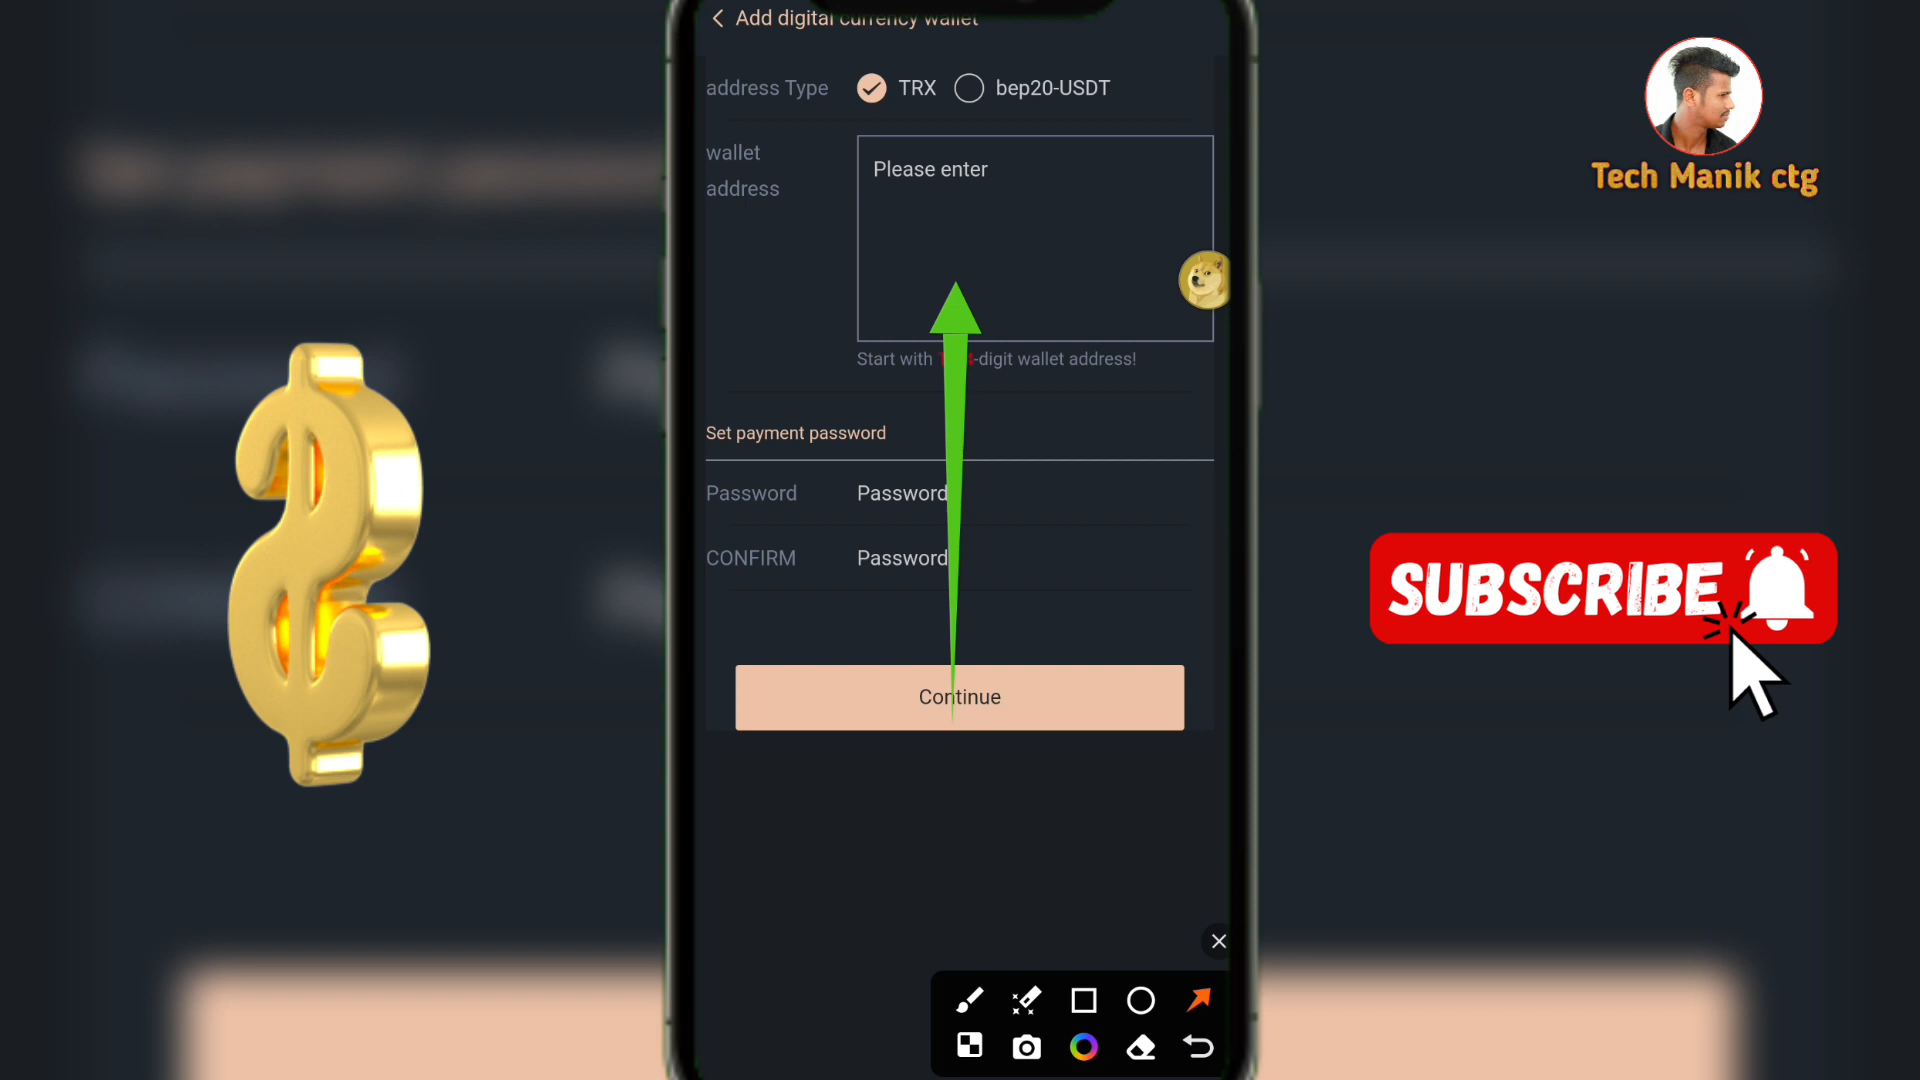 Add digital currency wallet
address Type TRX bep20-USDT
wallet address
Please enter
Start with -digit wallet address!
Set payment password
Password Password
CONFIRM Password
Continue
Tech Manik ctg
SUBSCRIBE